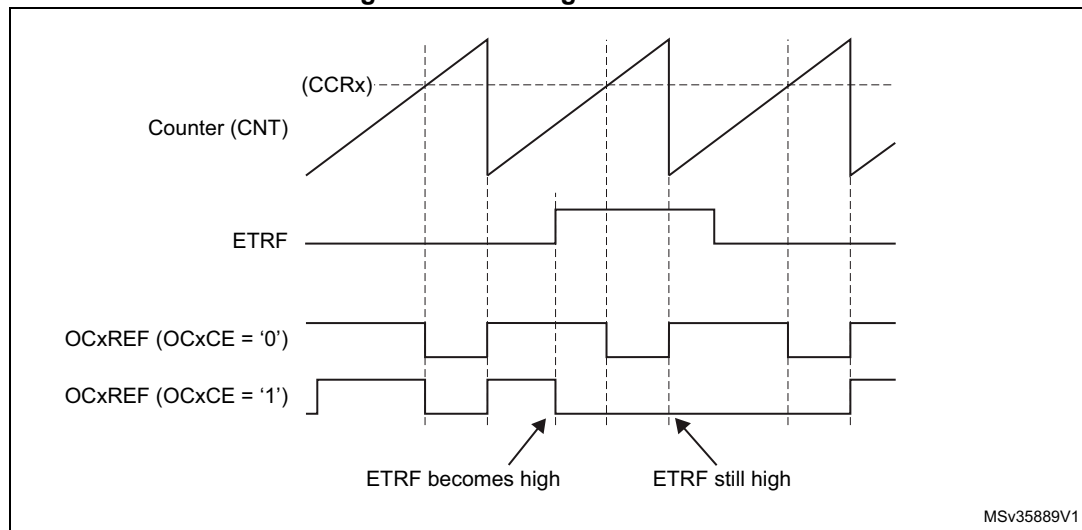 (CCRx)
Counter (CNT)
ETRF
OCxREF (OCxCE = ‘0’)
OCxREF (OCxCE = ‘1’)
ETRF becomes high
ETRF still high
MSv35889V1